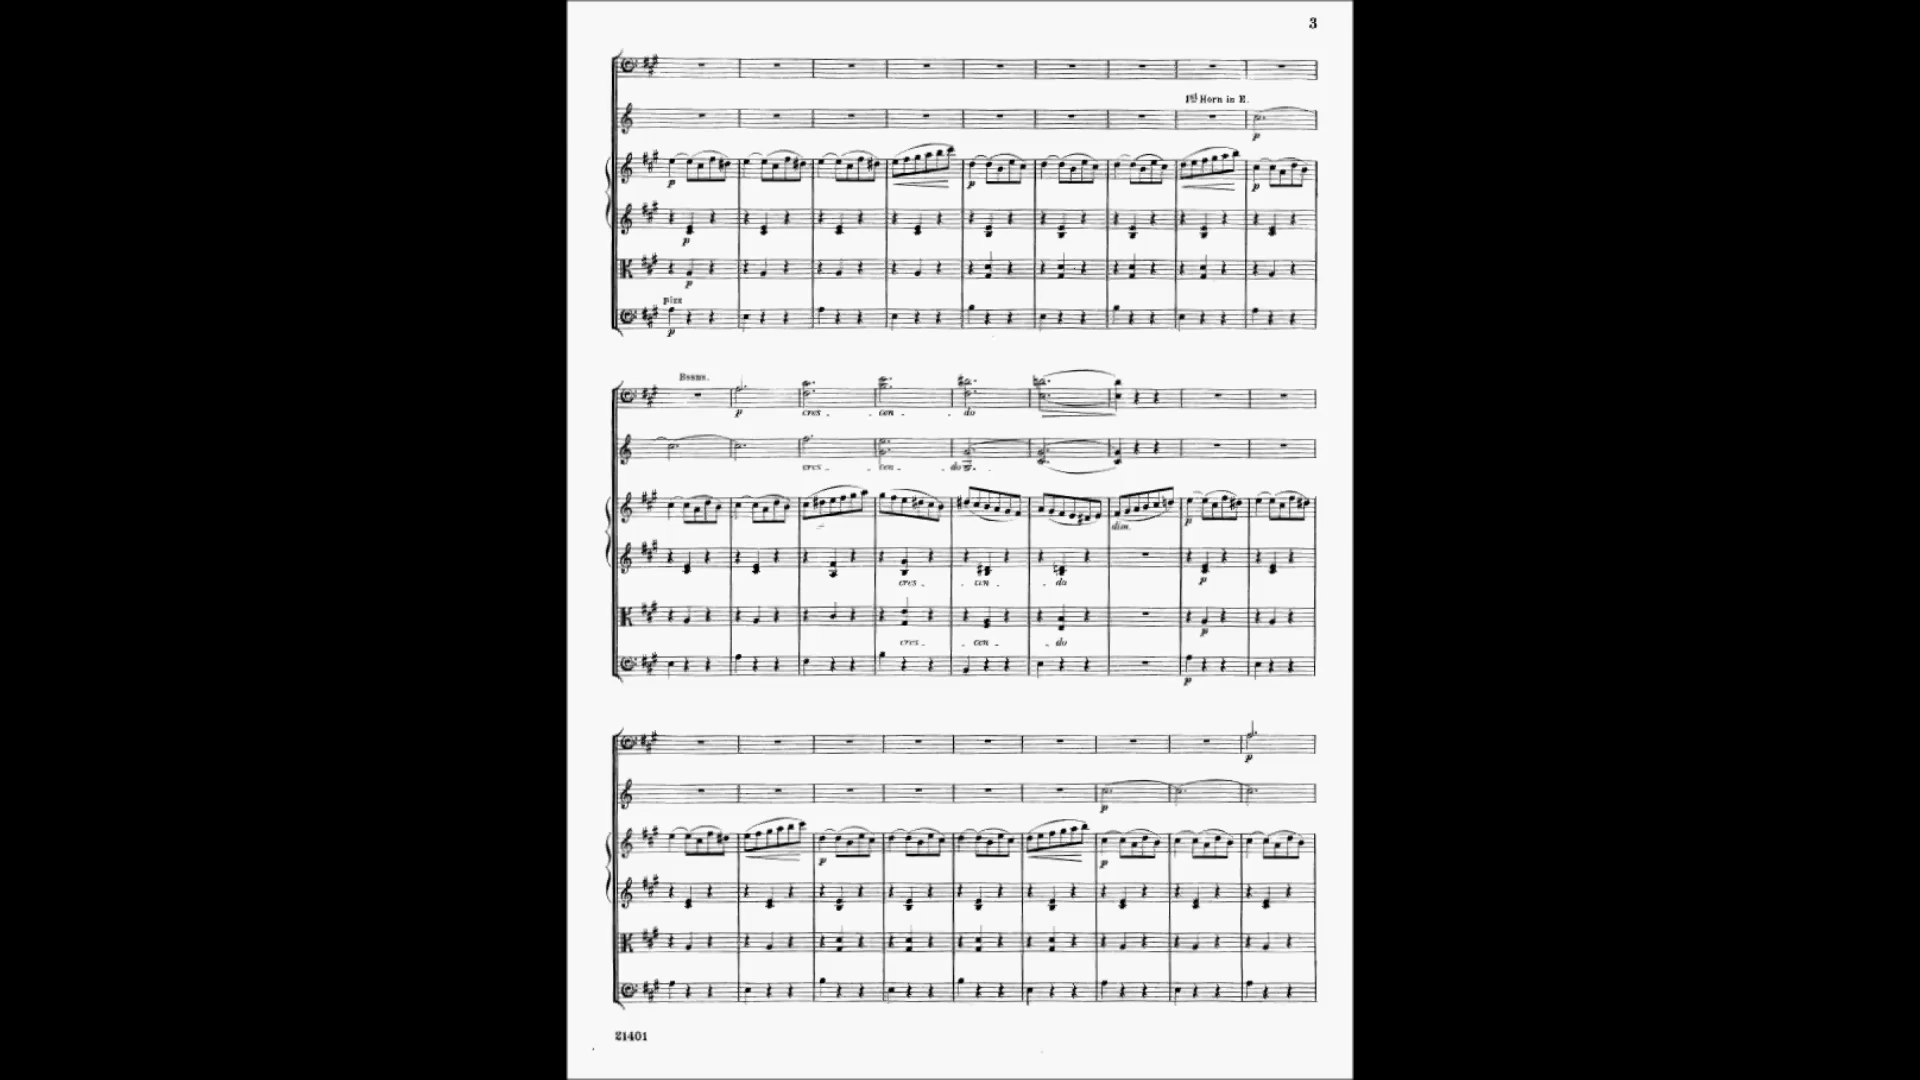 3
1st Horn in E.
p
p p p
p
p
pizz
p
Bssns.
p cres - cen - do
cres - cen - do
dim. p
cres - cen - do p
cres - cen - do p
p
p
p
p p
21401